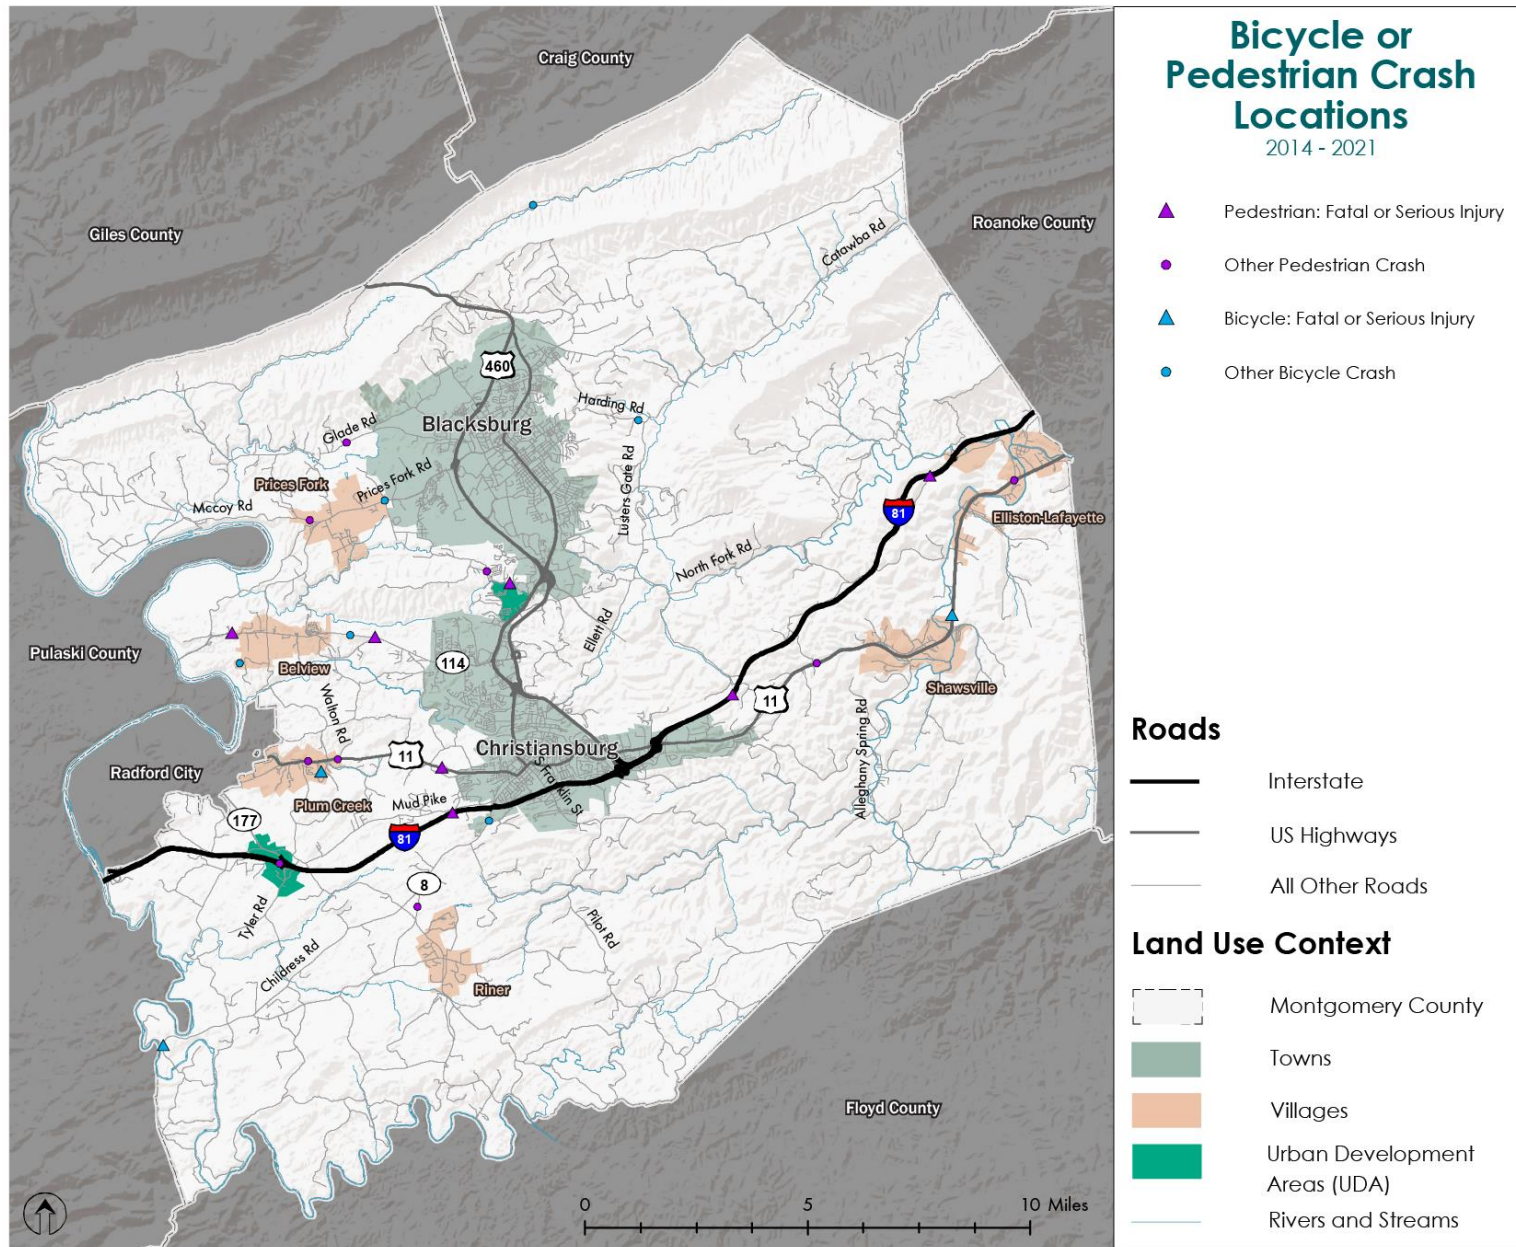 Bicycle or
Pedestrian Crash
Locations
2014 - 2021
Pedestrian: Fatal or Serious Injury
Other Pedestrian Crash
Bicycle: Fatal or Serious Injury
Other Bicycle Crash
Roads
Interstate
US Highways
All Other Roads
Land Use Context
Montgomery County
Towns
Villages
Urban Development
Areas (UDA)
Rivers and Streams
Craig County
Giles County
Roanoke County
Catawba Rd
460
Harding Rd
Blacksburg
Glade Rd
Prices Fork
Prices Fork Rd
Mccoy Rd
Lusters Gate Rd
81
Elliston-Lafayette
North Fork Rd
Ellett Rd
Pulaski County
Belview
114
Shawsville
Walton Rd
11
Alleghany Spring Rd
Christiansburg
11
Radford City
S Franklin St
Plum Creek
Mud Pike
177
81
8
Tyler Rd
Pilot Rd
Childress Rd
Riner
Floyd County
0 5 10 Miles